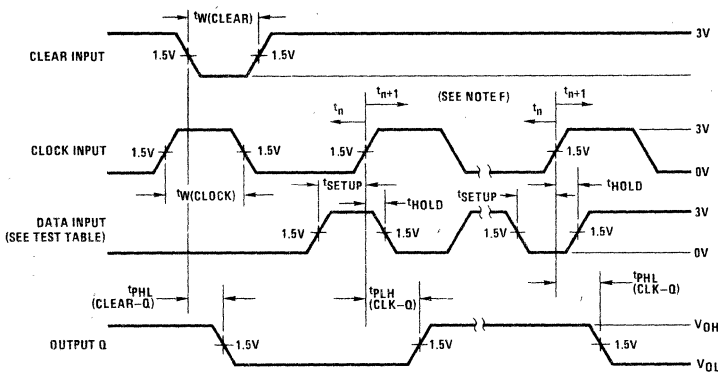 tW(CLEAR)
3V
CLEAR INPUT
1.5V
1.5V
tn
tn+1
(SEE NOTE F)
tn
tn+1
3V
CLOCK INPUT
1.5V
1.5V
1.5V
1.5V
0V
tW(CLOCK)
tSETUP
tHOLD
tSETUP
tHOLD
3V
DATA INPUT
(SEE TEST TABLE)
1.5V
1.5V
1.5V
1.5V
0V
tPHL
(CLEAR–Q)
tPLH
(CLK–Q)
tPHL
(CLK–Q)
VOH
OUTPUT Q
1.5V
1.5V
1.5V
VOL